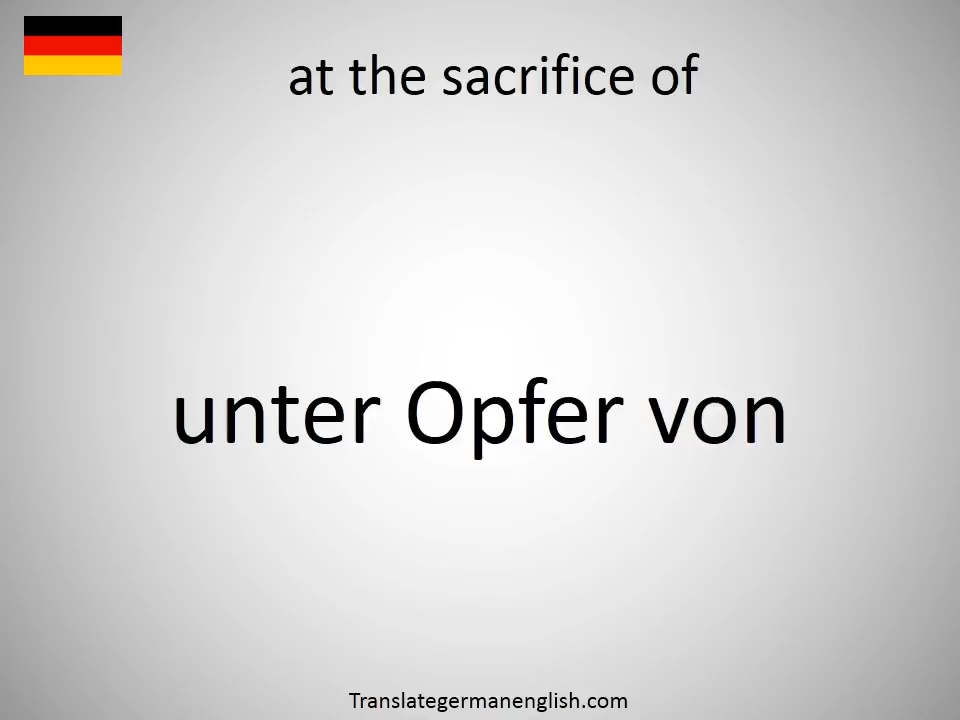 at the sacrifice of
unter Opfer von
Translategermanenglish.com